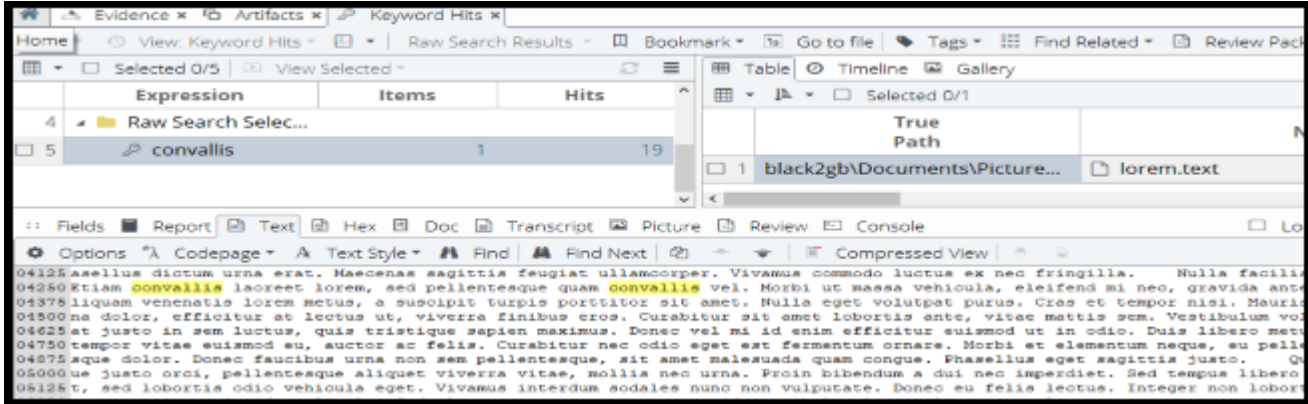 Evidence × Artifacts × Keyword Hits ×
Home View: Keyword Hits Raw Search Results Bookmark Go to file Tags Find Related Review Pack
Selected 0/5 View Selected
Table Timeline Gallery
Expression Items Hits
Selected 0/1
4 Raw Search Selec...
True Path
5 convallis 1 19
1 black2gb\Documents\Picture... lorem.text
Fields Report Text Hex Doc Transcript Picture Review Console Lo
Options Codepage Text Style Find Find Next Compressed View
04125 asellus dictum urna erat. Maecenas sagittis feugiat ullamcorper. Vivamus commodo luctus ex nec fringilla. Nulla facilis
04250 Etiam convallis laoreet lorem, sed pellentesque quam convallis vel. Morbi ut massa vehicula, eleifend mi nec, gravida ante
04375 liquam venenatis lorem metus, a suscipit turpis porttitor sit amet. Nulla eget volutpat purus. Cras et tempor nisi. Mauris
04500 na dolor, efficitur at lectus ut, viverra finibus eros. Curabitur sit amet lobortis ante, vitae mattis sem. Vestibulum vol
04625 at justo in sem luctus, quis tristique sapien maximus. Donec vel mi id enim efficitur euismod ut in odio. Duis libero metu
04750 tempor vitae euismod eu, auctor ac felis. Curabitur nec odio eget est fermentum ornare. Morbi et elementum neque, eu pelle
04875 sque dolor. Donec faucibus urna non sem pellentesque, sit amet malesuada quam congue. Phasellus eget sagittis justo. Qu
05000 ue justo orci, pellentesque aliquet viverra vitae, mollis nec urna. Proin bibendum a dui nec imperdiet. Sed tempus libero
05125 t, sed lobortis odio vehicula eget. Vivamus interdum sodales nunc non vulputate. Donec eu felis lectus. Integer non lobort